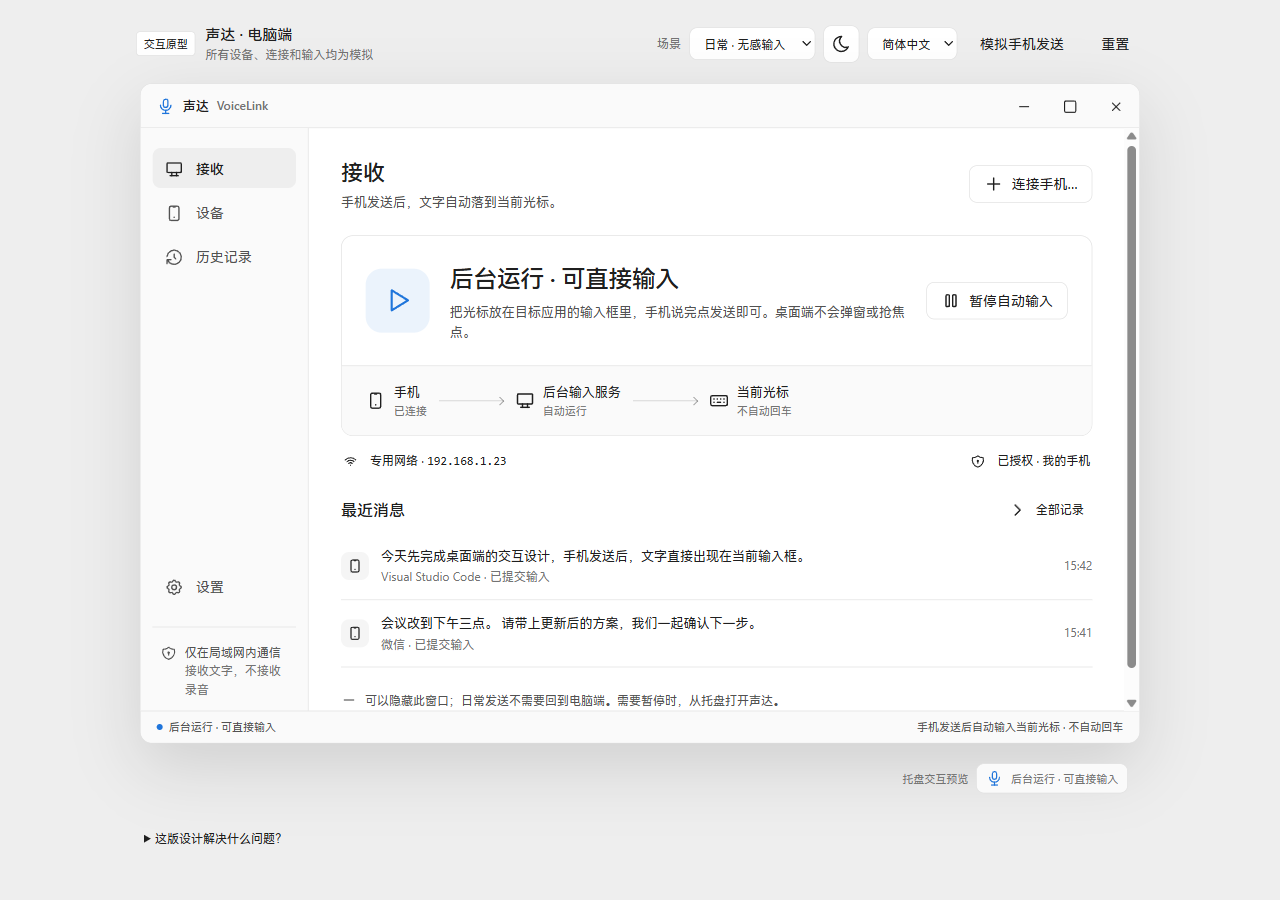 交互原型
声达 · 电脑端
所有设备、连接和输入均为模拟
场景
日常 · 无感输入
简体中文
模拟手机发送
重置
声达 VoiceLink
接收
设备
历史记录
设置
仅在局域网内通信
接收文字，不接收
录音
接收
手机发送后，文字自动落到当前光标。
连接手机...
后台运行 · 可直接输入
把光标放在目标应用的输入框里，手机说完点发送即可。桌面端不会弹窗或抢焦
点。
暂停自动输入
手机
已连接
后台输入服务
自动运行
当前光标
不自动回车
专用网络 · 192.168.1.23
已授权 · 我的手机
最近消息
全部记录
今天先完成桌面端的交互设计，手机发送后，文字直接出现在当前输入框。
Visual Studio Code · 已提交输入
15:42
会议改到下午三点。 请带上更新后的方案，我们一起确认下一步。
微信 · 已提交输入
15:41
可以隐藏此窗口；日常发送不需要回到电脑端。需要暂停时，从托盘打开声达。
后台运行 · 可直接输入
手机发送后自动输入当前光标 · 不自动回车
托盘交互预览
后台运行 · 可直接输入
这版设计解决什么问题？